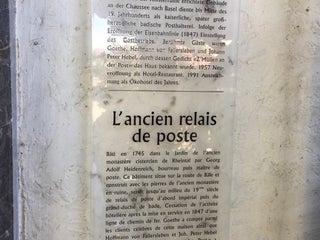 an der Chaussee nach Basel diente bis Mitte des
19. Jahrhunderts als kaiserliche, später groß-
herzogliche badische Posthalterei. Infolge der
Eröffnung der Eisenbahnlinie (1847) Einstellung
des Gastbetriebs. Berühmte Gäste waren
Goethe, Hoffmann von Fallersleben und Johann
Peter Hebel, durch dessen Gedicht «Z'Müllen an
der Post» das Haus bekannt wurde. 1957 Neu-
eröffnung als Hotel-Restaurant. 1991 Auszeich-
nung als Ökohotel des Jahres.
L'ancien relais
de poste
Bâti en 1745 dans le Jardin de l'ancien
monastère cistercien de Rheintal par Georg
Adolf Heidenreich, bourreau puis maître de
poste. Ce bâtiment situé sur la route de Bâle et
construit avec les pierres de l'ancien monastère
en ruine, servit jusqu'au milieu du 19ème siècle
de relais de poste d'abord impérial puis du
grand-duché de bade. Cessation de l'activité
hôtelière après la mise en service en 1847 d'une
ligne de chemins de fer. Goethe a compté parmi
les clients célèbres de cette maison ainsi que
Hoffmann von Fallersleben et Joh. Peter Hebel